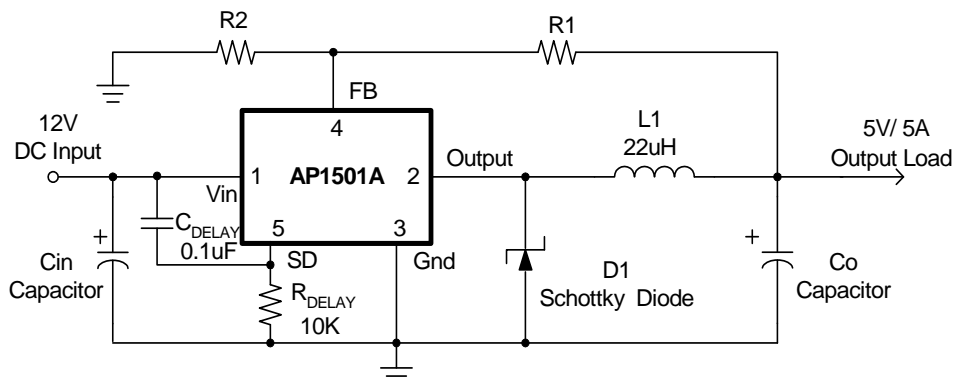 R2
R1
FB
4
12V
DC Input
L1
22uH
5V/ 5A
Output Load
Output
1
AP1501A
2
Vin
C DELAY
0.1uF
5
3
SD
Gnd
+
Cin
Capacitor
R DELAY
10K
D1
Schottky Diode
+
Co
Capacitor